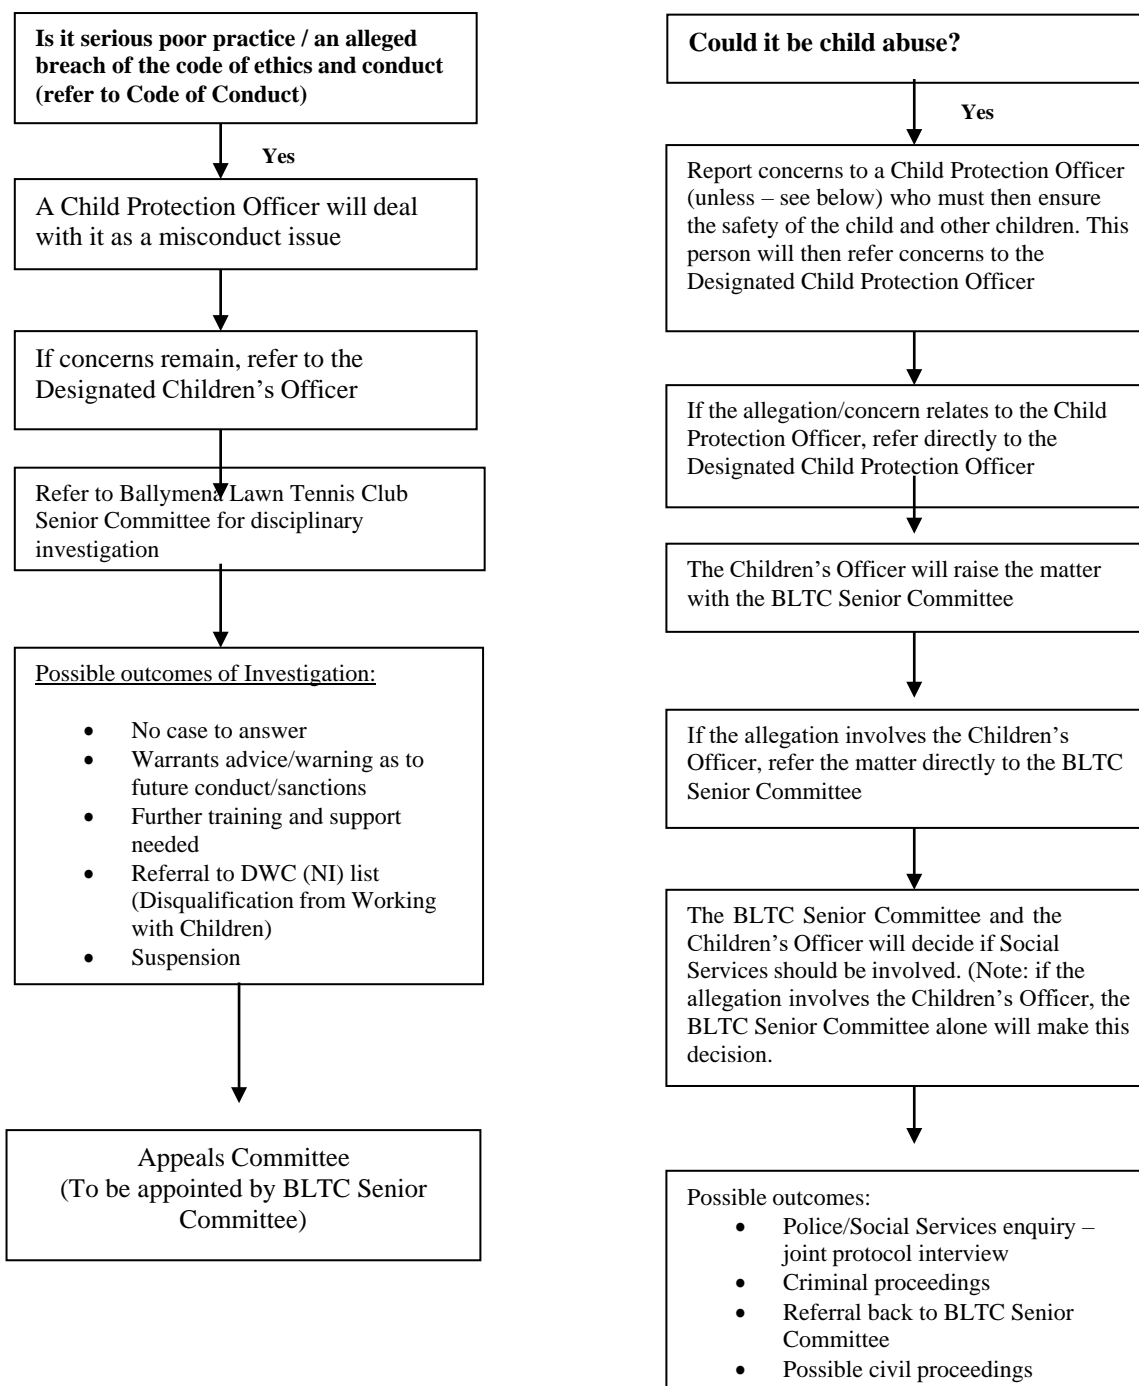 Is it serious poor practice / an alleged
breach of the code of ethics and conduct
(refer to Code of Conduct)
Yes
A Child Protection Officer will deal
with it as a misconduct issue
If concerns remain, refer to the
Designated Children’s Officer
Refer to Ballymena Lawn Tennis Club
Senior Committee for disciplinary
investigation
Possible outcomes of Investigation:
• No case to answer
• Warrants advice/warning as to
future conduct/sanctions
• Further training and support
needed
• Referral to DWC (NI) list
(Disqualification from Working
with Children)
• Suspension
Appeals Committee
(To be appointed by BLTC Senior
Committee)
Could it be child abuse?
Yes
Report concerns to a Child Protection Officer
(unless – see below) who must then ensure
the safety of the child and other children. This
person will then refer concerns to the
Designated Child Protection Officer
If the allegation/concern relates to the Child
Protection Officer, refer directly to the
Designated Child Protection Officer
The Children’s Officer will raise the matter
with the BLTC Senior Committee
If the allegation involves the Children’s
Officer, refer the matter directly to the BLTC
Senior Committee
The BLTC Senior Committee and the
Children’s Officer will decide if Social
Services should be involved. (Note: if the
allegation involves the Children’s Officer, the
BLTC Senior Committee alone will make this
decision.
Possible outcomes:
• Police/Social Services enquiry –
joint protocol interview
• Criminal proceedings
• Referral back to BLTC Senior
Committee
• Possible civil proceedings